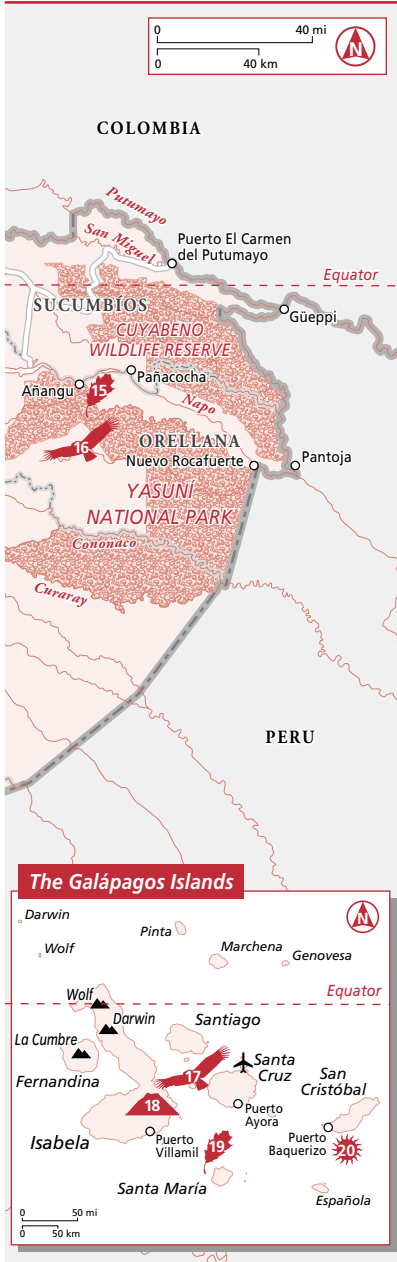 0 40 mi
0 40 km
N
COLOMBIA
Putumayo
San Miguel
Puerto El Carmen
del Putumayo
Equator
SUCUMBÍOS
Güeppi
CUYABENO
WILDLIFE RESERVE
Pañacocha
Añangu
15
Napo
16
ORELLANA
Nuevo Rocafuerte
Pantoja
YASUNÍ
NATIONAL PARK
Cononaco
Curaray
PERU
The Galápagos Islands
N
Darwin
Pinta
Wolf
Marchena
Genovesa
Wolf
Equator
Darwin
Santiago
La Cumbre
Santa
Cruz
17
Fernandina
San
Cristóbal
18
Puerto
Ayora
Isabela
Puerto
Villamil
19
Puerto
Baquerizo
20
Santa María
Española
0 50 mi
0 50 km